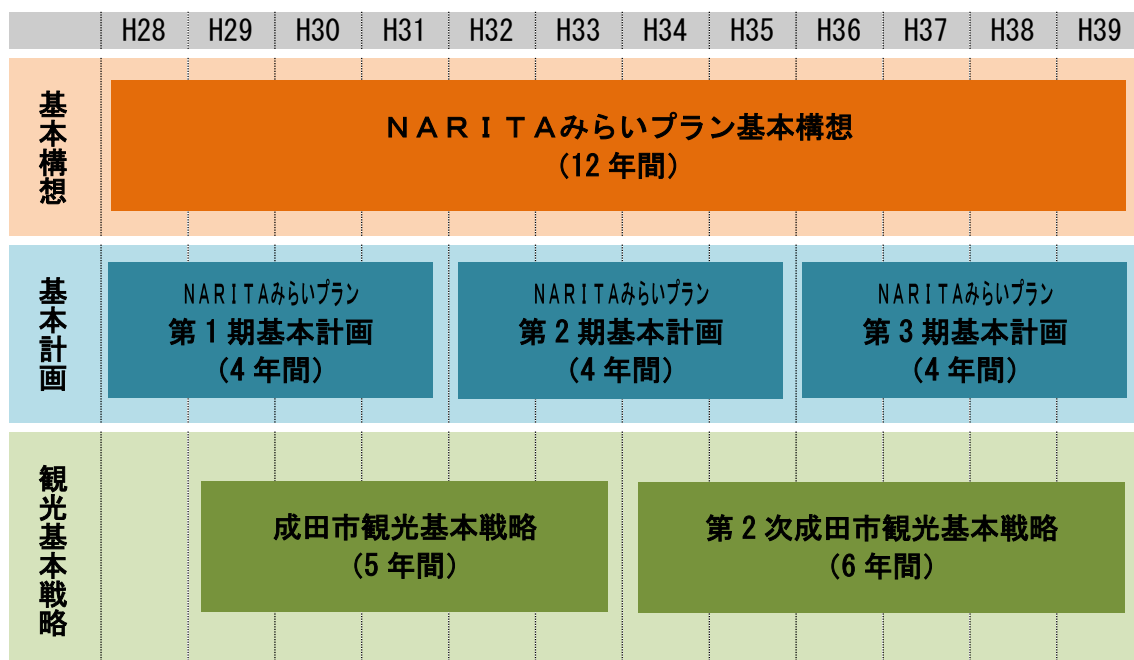 H28 H29 H30 H31 H32 H33 H34 H35 H36 H37 H38 H39
基本構想
ＮＡＲＩＴＡみらいプラン基本構想
(12 年間)
基本計画
ＮＡＲＩＴＡみらいプラン
第１期基本計画
(4 年間)
ＮＡＲＩＴＡみらいプラン
第２期基本計画
(4 年間)
ＮＡＲＩＴＡみらいプラン
第３期基本計画
(4 年間)
観光基本戦略
成田市観光基本戦略
(5 年間)
第２次成田市観光基本戦略
(6 年間)